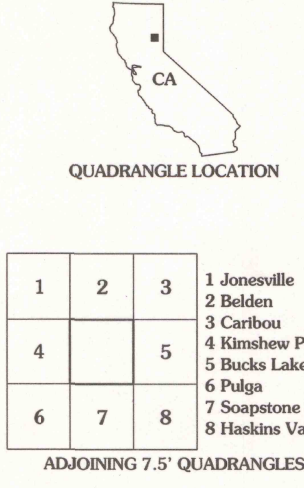 CA
QUADRANGLE LOCATION
1 2 3
4 5
6 7 8
1 Jonesville
2 Belden
3 Caribou
4 Kimshew P
5 Bucks Lake
6 Pulga
7 Soapstone
8 Haskins Va
ADJOINING 7.5' QUADRANGLES